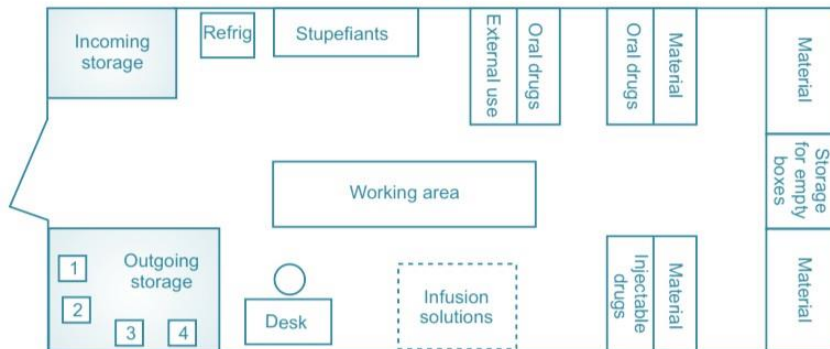 Incoming
storage
Refrig
Stupefiants
External use
Oral drugs
Oral drugs
Material
Material
Working area
Storage
for empty
boxes
Outgoing
storage
1
2
3
4
Desk
Infusion
solutions
Injectable
drugs
Material
Material